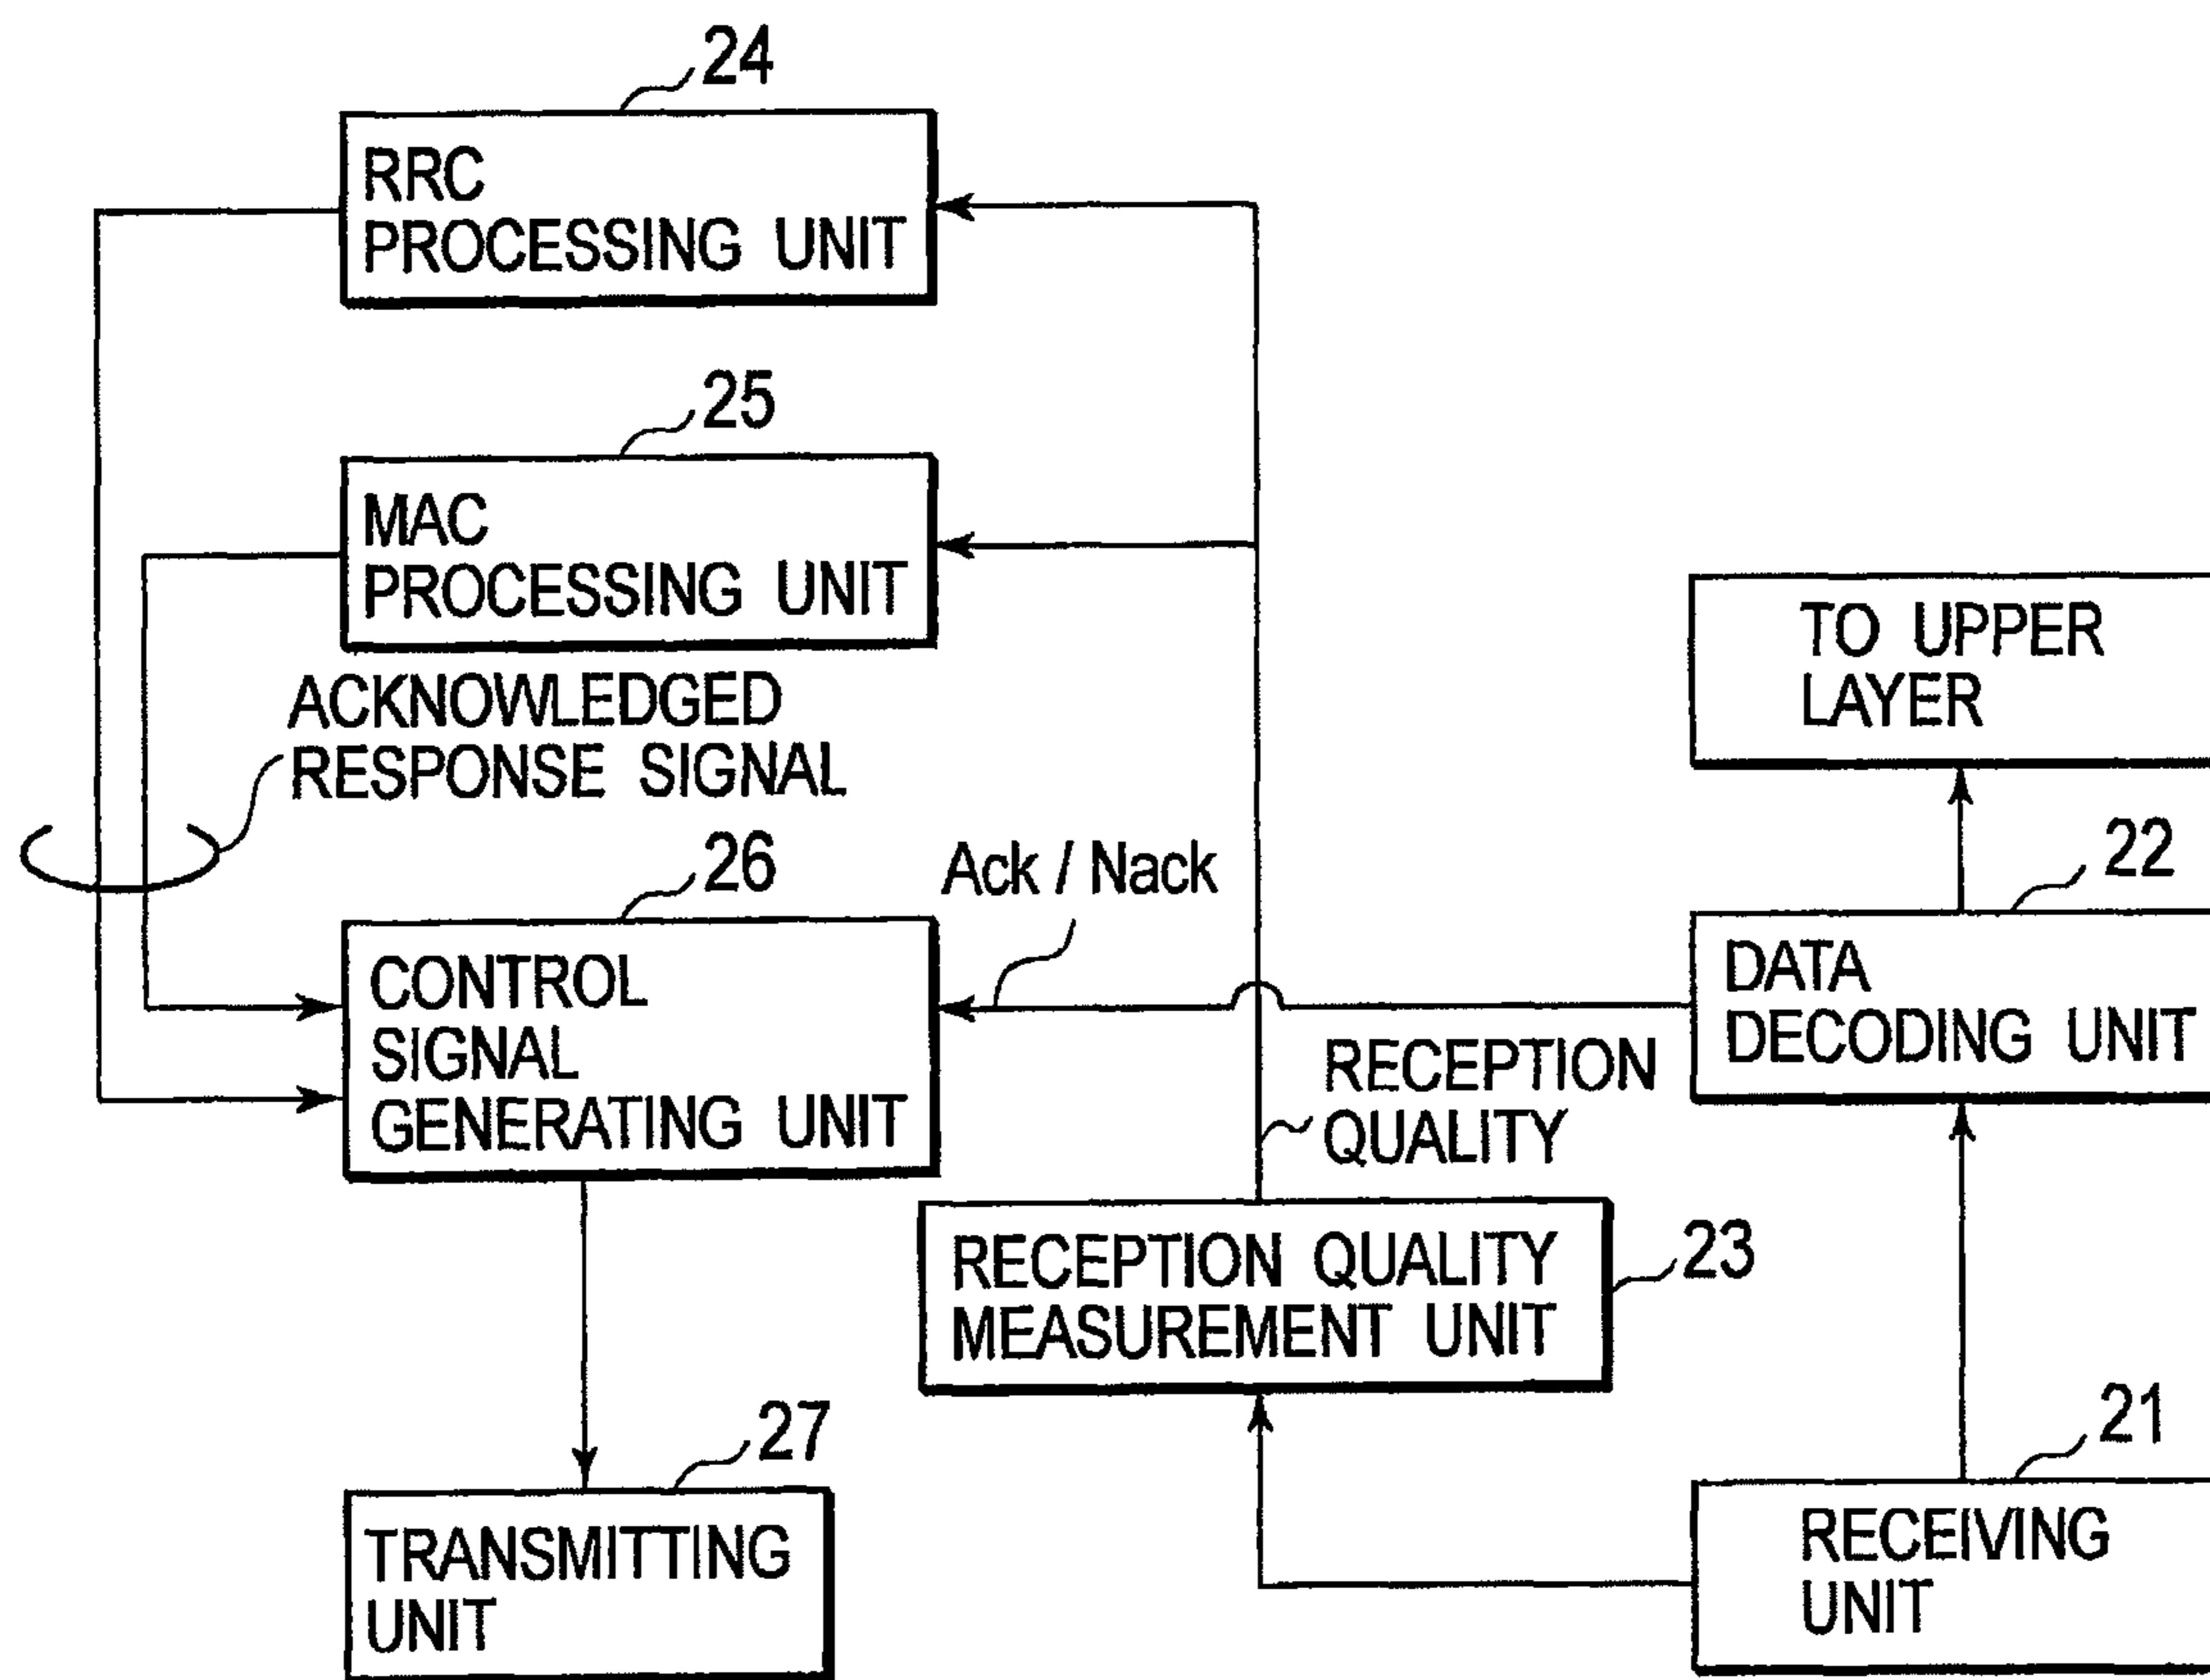 24
RRC
PROCESSING UNIT
25
MAC
PROCESSING UNIT
ACKNOWLEDGED
RESPONSE SIGNAL
TO UPPER
LAYER
26
Ack / Nack
22
CONTROL
SIGNAL
GENERATING UNIT
DATA
DECODING UNIT
RECEPTION
QUALITY
RECEPTION QUALITY
MEASUREMENT UNIT
23
27
TRANSMITTING
UNIT
21
RECEIVING
UNIT